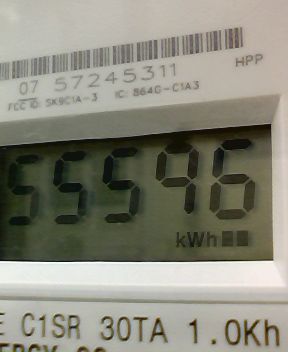 HPP
07 57245311
FCC ID: SK9C1A-3 IC: 864G-C1A3
55596
kWh
E C1SR 30TA 1.0Kh